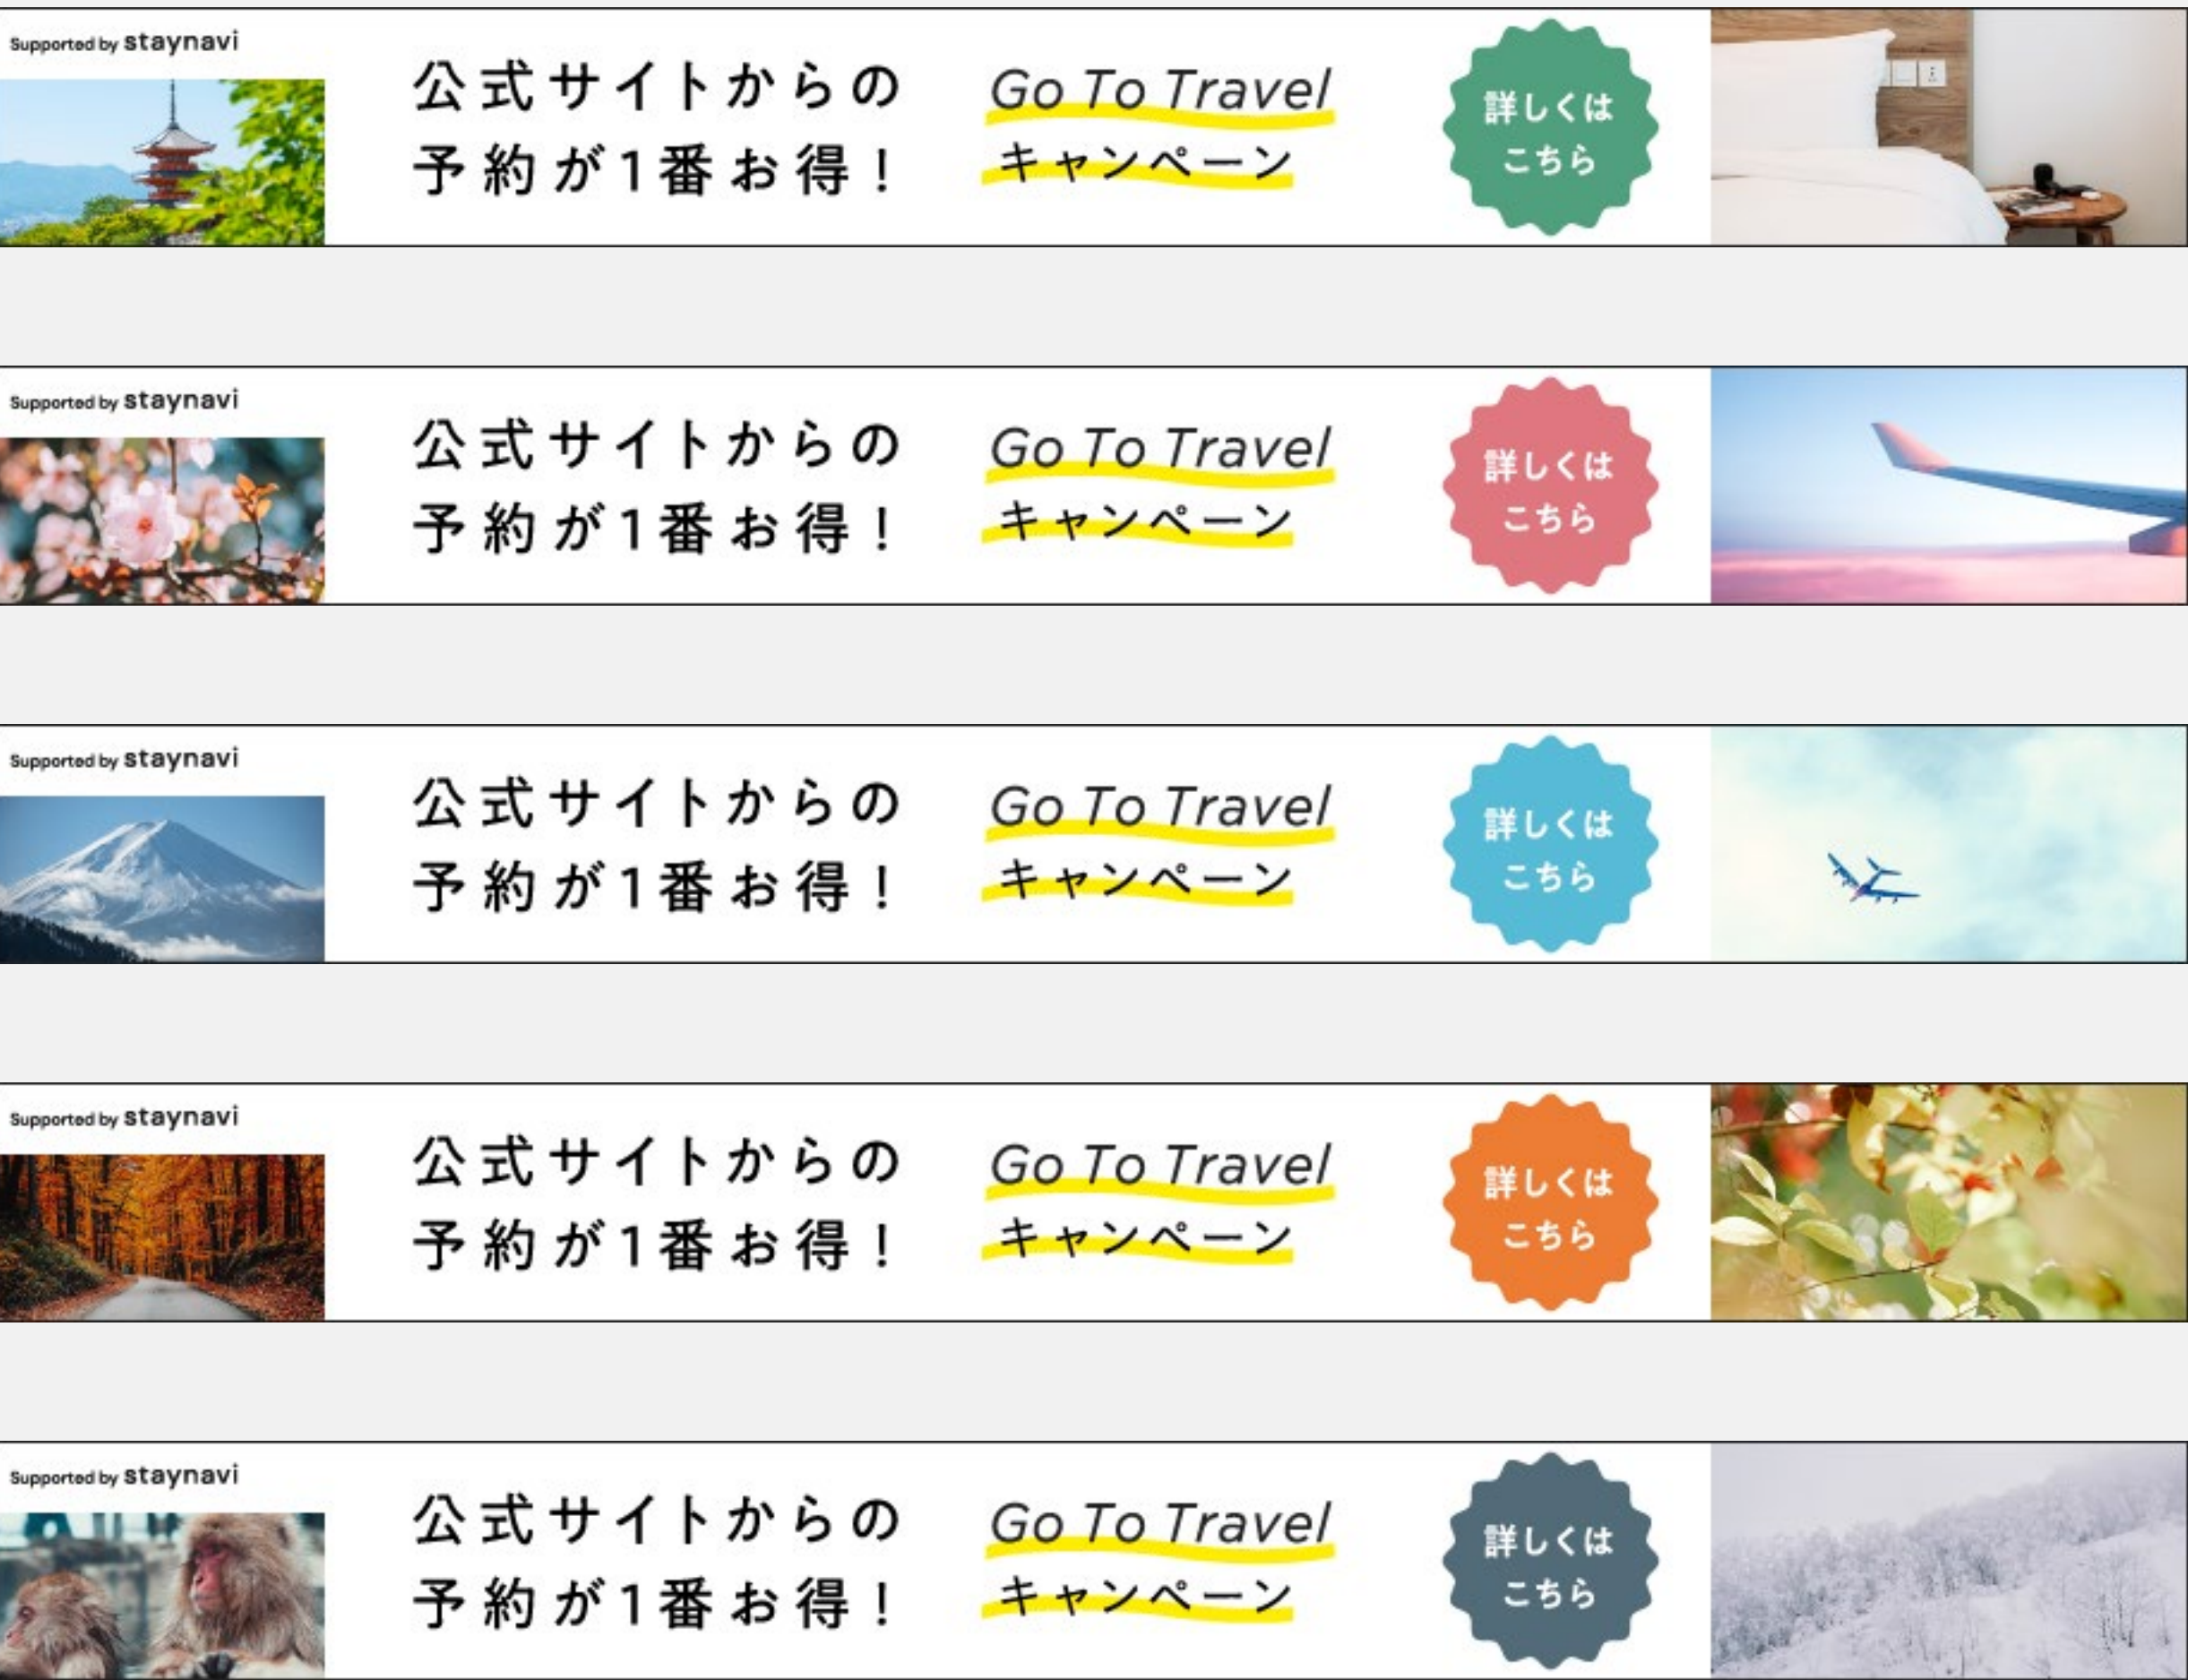 Supported by staynavi
公式サイトからの
予約が1番お得！
Go To Travel
キャンペーン
詳しくは
こちら
Supported by staynavi
公式サイトからの
予約が1番お得！
Go To Travel
キャンペーン
詳しくは
こちら
Supported by staynavi
公式サイトからの
予約が1番お得！
Go To Travel
キャンペーン
詳しくは
こちら
Supported by staynavi
公式サイトからの
予約が1番お得！
Go To Travel
キャンペーン
詳しくは
こちら
Supported by staynavi
公式サイトからの
予約が1番お得！
Go To Travel
キャンペーン
詳しくは
こちら